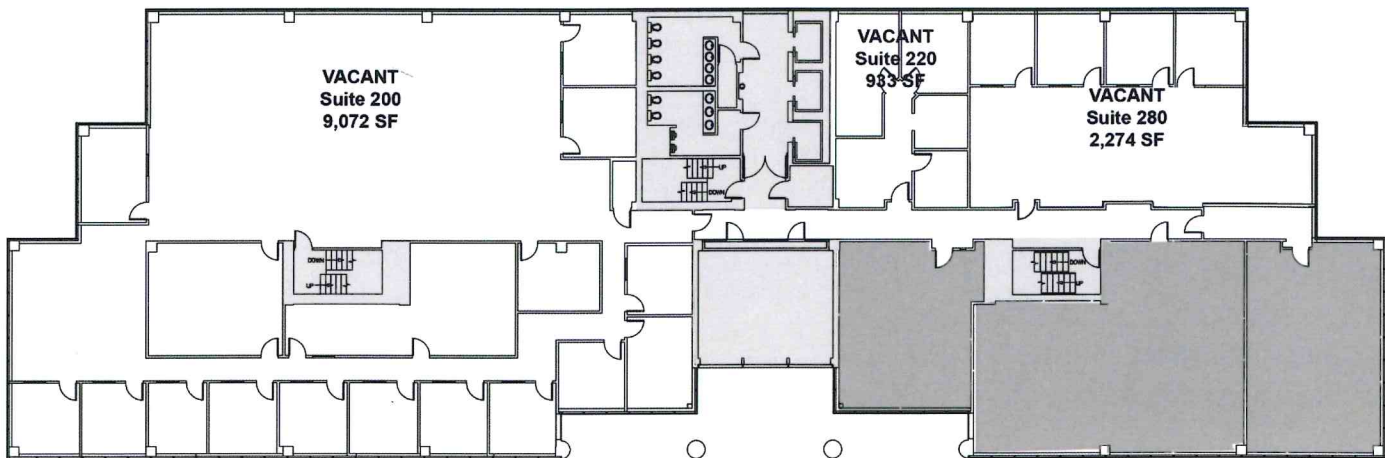 VACANT
Suite 200
9,072 SF
VACANT
Suite 220
933 SF
VACANT
Suite 280
2,274 SF
UP
DOWN
DOWN
UP
DOWN
UP